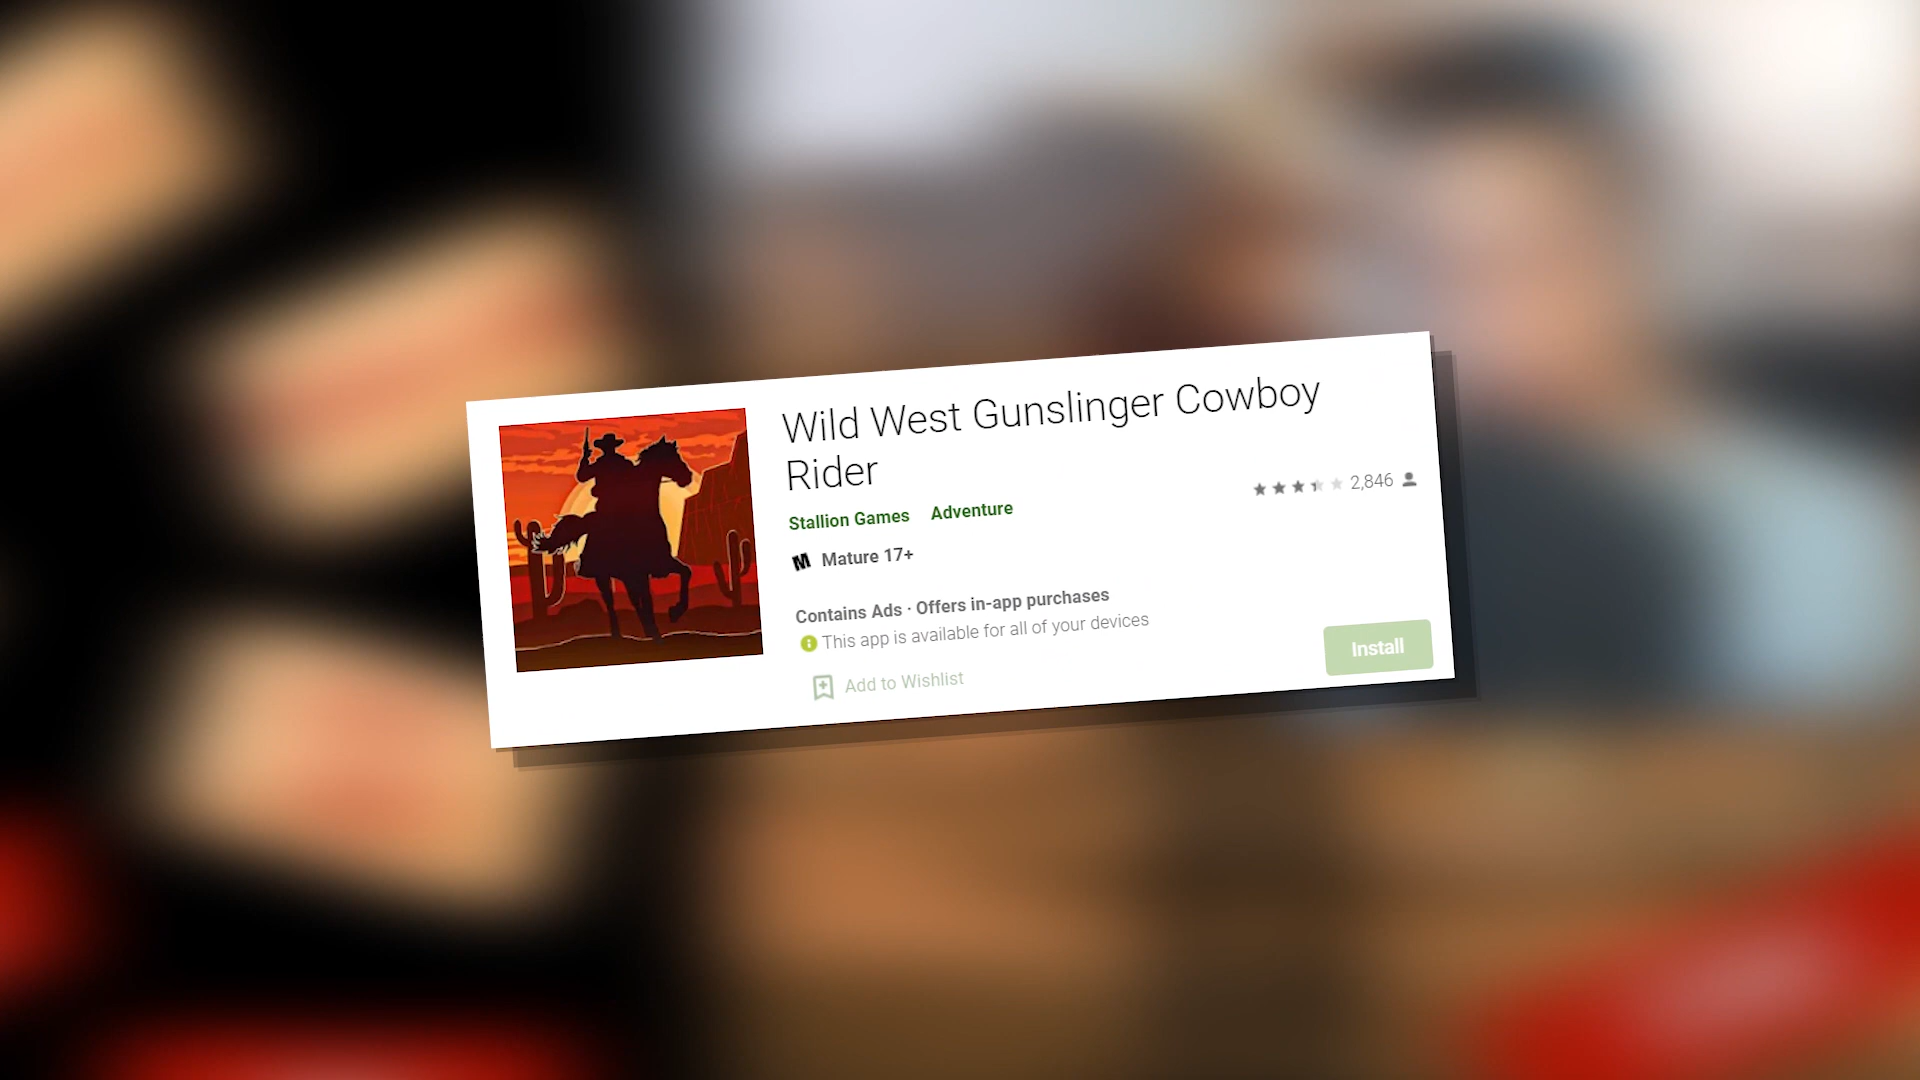 Wild West Gunslinger Cowboy
Rider
Stallion Games Adventure
2,846
Mature 17+
Contains Ads · Offers in-app purchases
This app is available for all of your devices
Add to Wishlist
Install